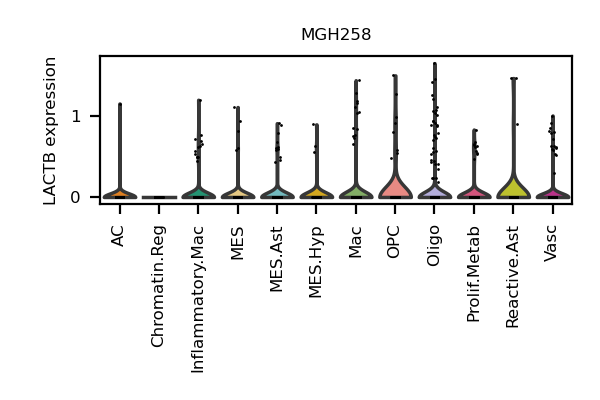 MGH258
LACTB expression
1
0
AC
Chromatin.Reg
Inflammatory.Mac
MES
MES.Ast
MES.Hyp
Mac
OPC
Oligo
Prolif.Metab
Reactive.Ast
Vasc